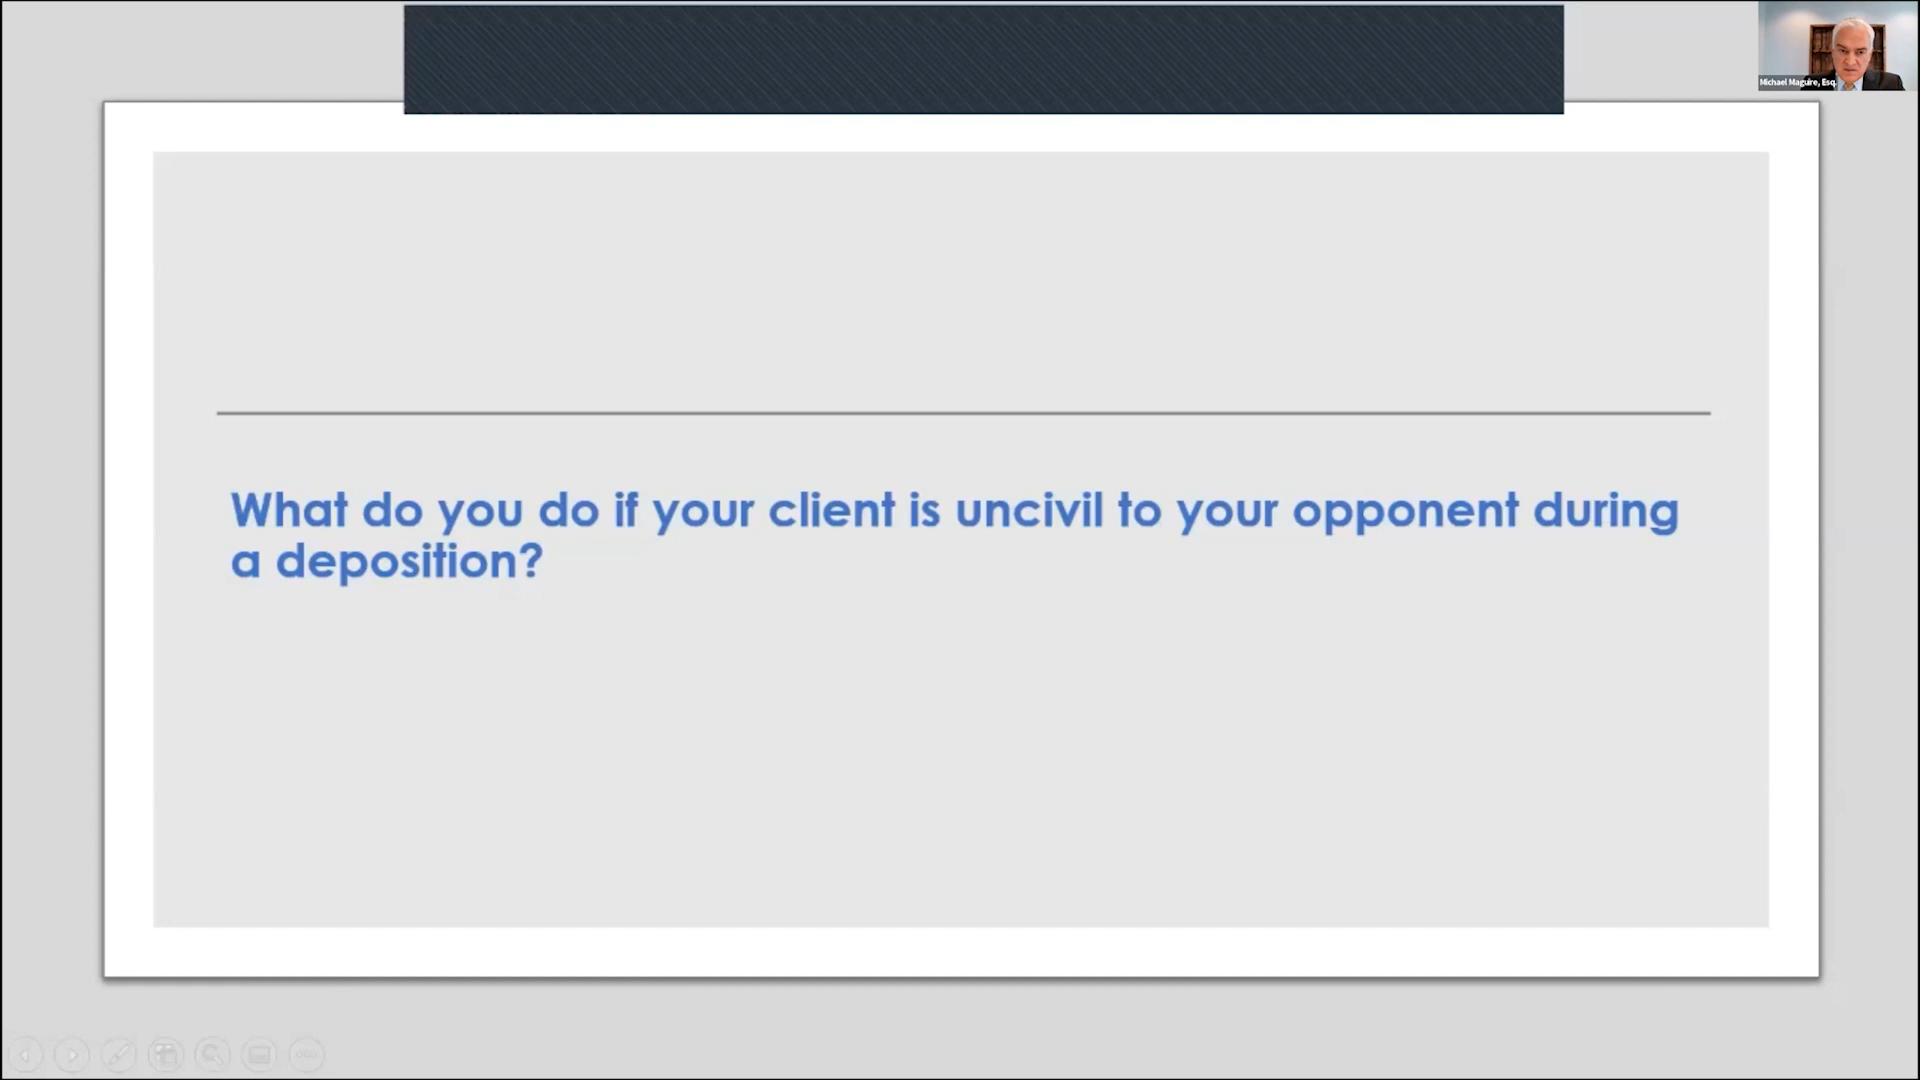 Michael Maguire, Esq.
What do you do if your client is uncivil to your opponent during
a deposition?